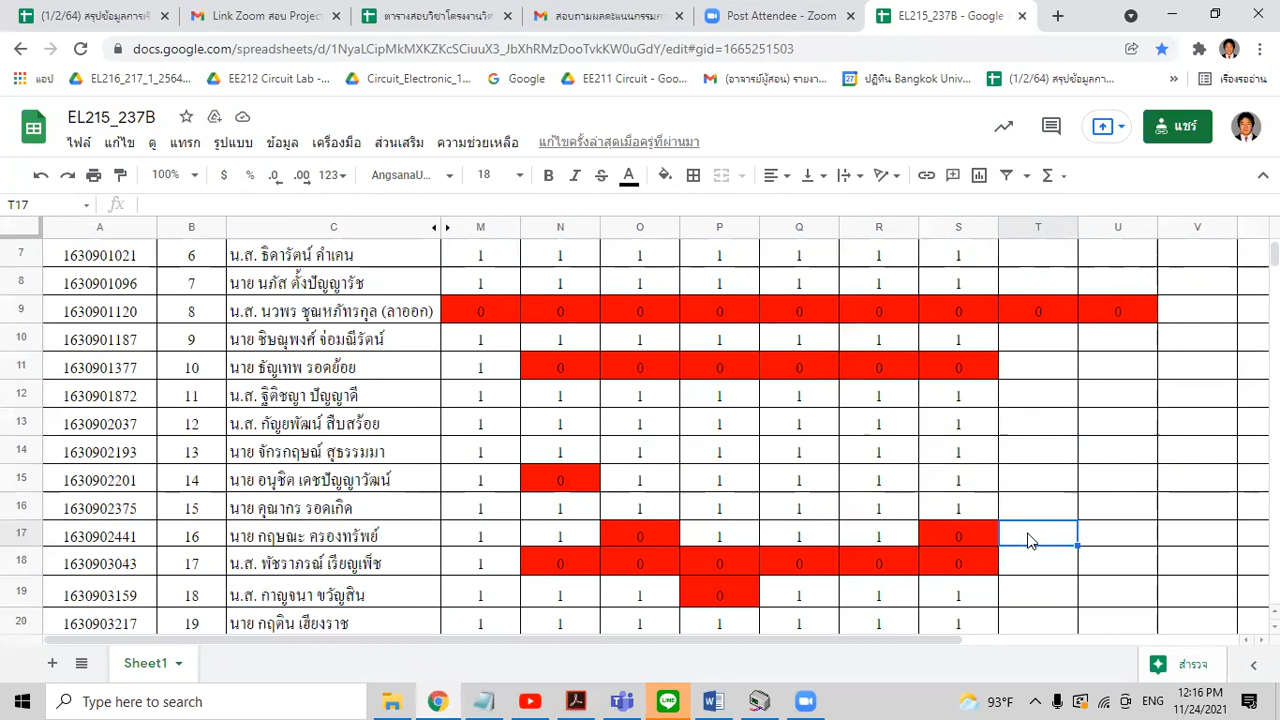 (1/2/64) สรุปข้อมูลการฝึ
Link Zoom สอบ Project
ตารางสอบวิชาโครงงานวิศ
สอบถามผลคะแนนกรรมก
Post Attendee - Zoom
EL215_237B - Google
docs.google.com/spreadsheets/d/1NyaLCipMkMXKZKcSCiuuX3_JbXhRMzDooTvkKW0uGdY/edit#gid=1665251503
แอป
EL216_217_1_2564...
EE212 Circuit Lab -...
Circuit_Electronic_I...
Google
EE211 Circuit - Goo...
(อาจารย์ผู้สอน) รายงา...
ปฏิทิน Bangkok Univ...
(1/2/64) สรุปข้อมูลกา...
»
เรื่องรออ่าน
EL215_237B
ไฟล์ แก้ไข ดู แทรก รูปแบบ ข้อมูล เครื่องมือ ส่วนเสริม ความช่วยเหลือ แก้ไขครั้งล่าสุดเมื่อครู่ที่ผ่านมา
แชร์
100% $ % .0 .00 123 AngsanaU... 18 B I S A
T17 fx
A B C M N O P Q R S T U V
7 1630901021 6 น.ส. ธิดารัตน์ คำเคน 1 1 1 1 1 1 1
8 1630901096 7 นาย นภัส ตั้งปัญญารัช 1 1 1 1 1 1 1
9 1630901120 8 น.ส. นวพร ชุณหภัทรกุล (ลาออก) 0 0 0 0 0 0 0 0 0
10 1630901187 9 นาย ชิษณุพงศ์ จ่อมณีรัตน์ 1 1 1 1 1 1 1
11 1630901377 10 นาย ธัญเทพ รอดย้อย 1 0 0 0 0 0 0
12 1630901872 11 น.ส. ฐิติชญา ปัญญาดี 1 1 1 1 1 1 1
13 1630902037 12 น.ส. กัญยพัฒน์ สืบสร้อย 1 1 1 1 1 1 1
14 1630902193 13 นาย จักรกฤษณ์ สุธรรมมา 1 1 1 1 1 1 1
15 1630902201 14 นาย อนุชิต เดชปัญญาวัฒน์ 1 0 1 1 1 1 1
16 1630902375 15 นาย คุณากร รอดเกิด 1 1 1 1 1 1 1
17 1630902441 16 นาย กฤษณะ ครองทรัพย์ 1 1 0 1 1 1 0
18 1630903043 17 น.ส. พัชราภรณ์ เรียญเพ็ช 1 0 0 0 0 0 0
19 1630903159 18 น.ส. กาญจนา ขวัญสิน 1 1 1 0 1 1 1
20 1630903217 19 นาย กฤติน เฮียงราช 1 1 1 1 1 1 1
Sheet1
สำรวจ
Type here to search
93°F
ENG
12:16 PM
11/24/2021